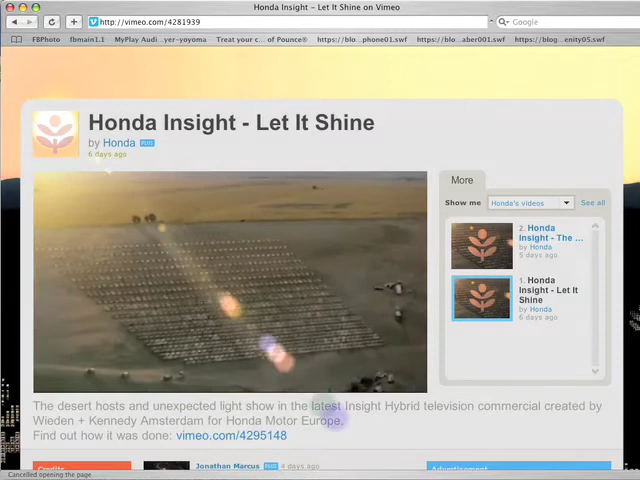 Honda Insight - Let It Shine on Vimeo
http://vimeo.com/4281939
Google
FBPhoto fbmain1.1 MyPlay Audi...yer-yoyoma Treat your c... of Pounce®) https://blo...phone01.swf https://blo...aber001.swf https://blog...enity05.swf
Honda Insight - Let It Shine
by Honda PLUS
6 days ago
More
Show me Honda's videos See all
2. Honda
Insight - The ...
by Honda
5 days ago
1. Honda
Insight - Let It
Shine
by Honda
6 days ago
The desert hosts and unexpected light show in the latest Insight Hybrid television commercial created by
Wieden + Kennedy Amsterdam for Honda Motor Europe.
Find out how it was done: vimeo.com/4295148
Credits
Jonathan Marcus PLUS 4 days ago
Advertisement
Cancelled opening the page